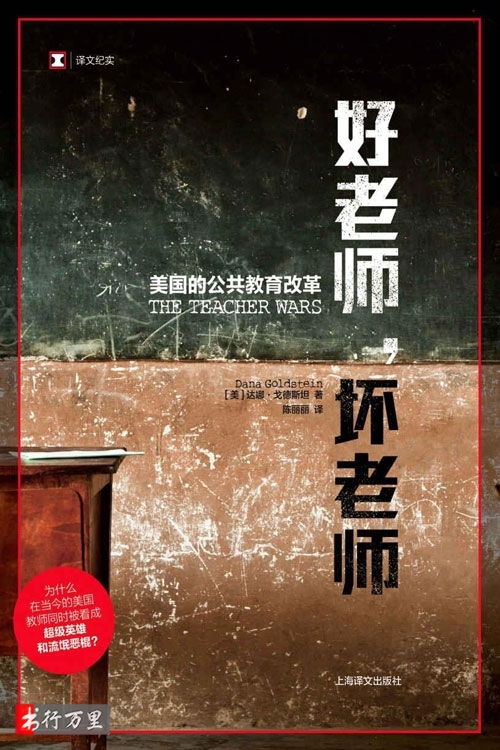 译文纪实
好老师，坏老师
美国的公共教育改革
THE TEACHER WARS
Dana Goldstein
［美］达娜·戈德斯坦 著
陈丽丽 译
为什么
在当今的美国
教师同时被看成
超级英雄
和流氓恶棍？
上海译文出版社
书行万里